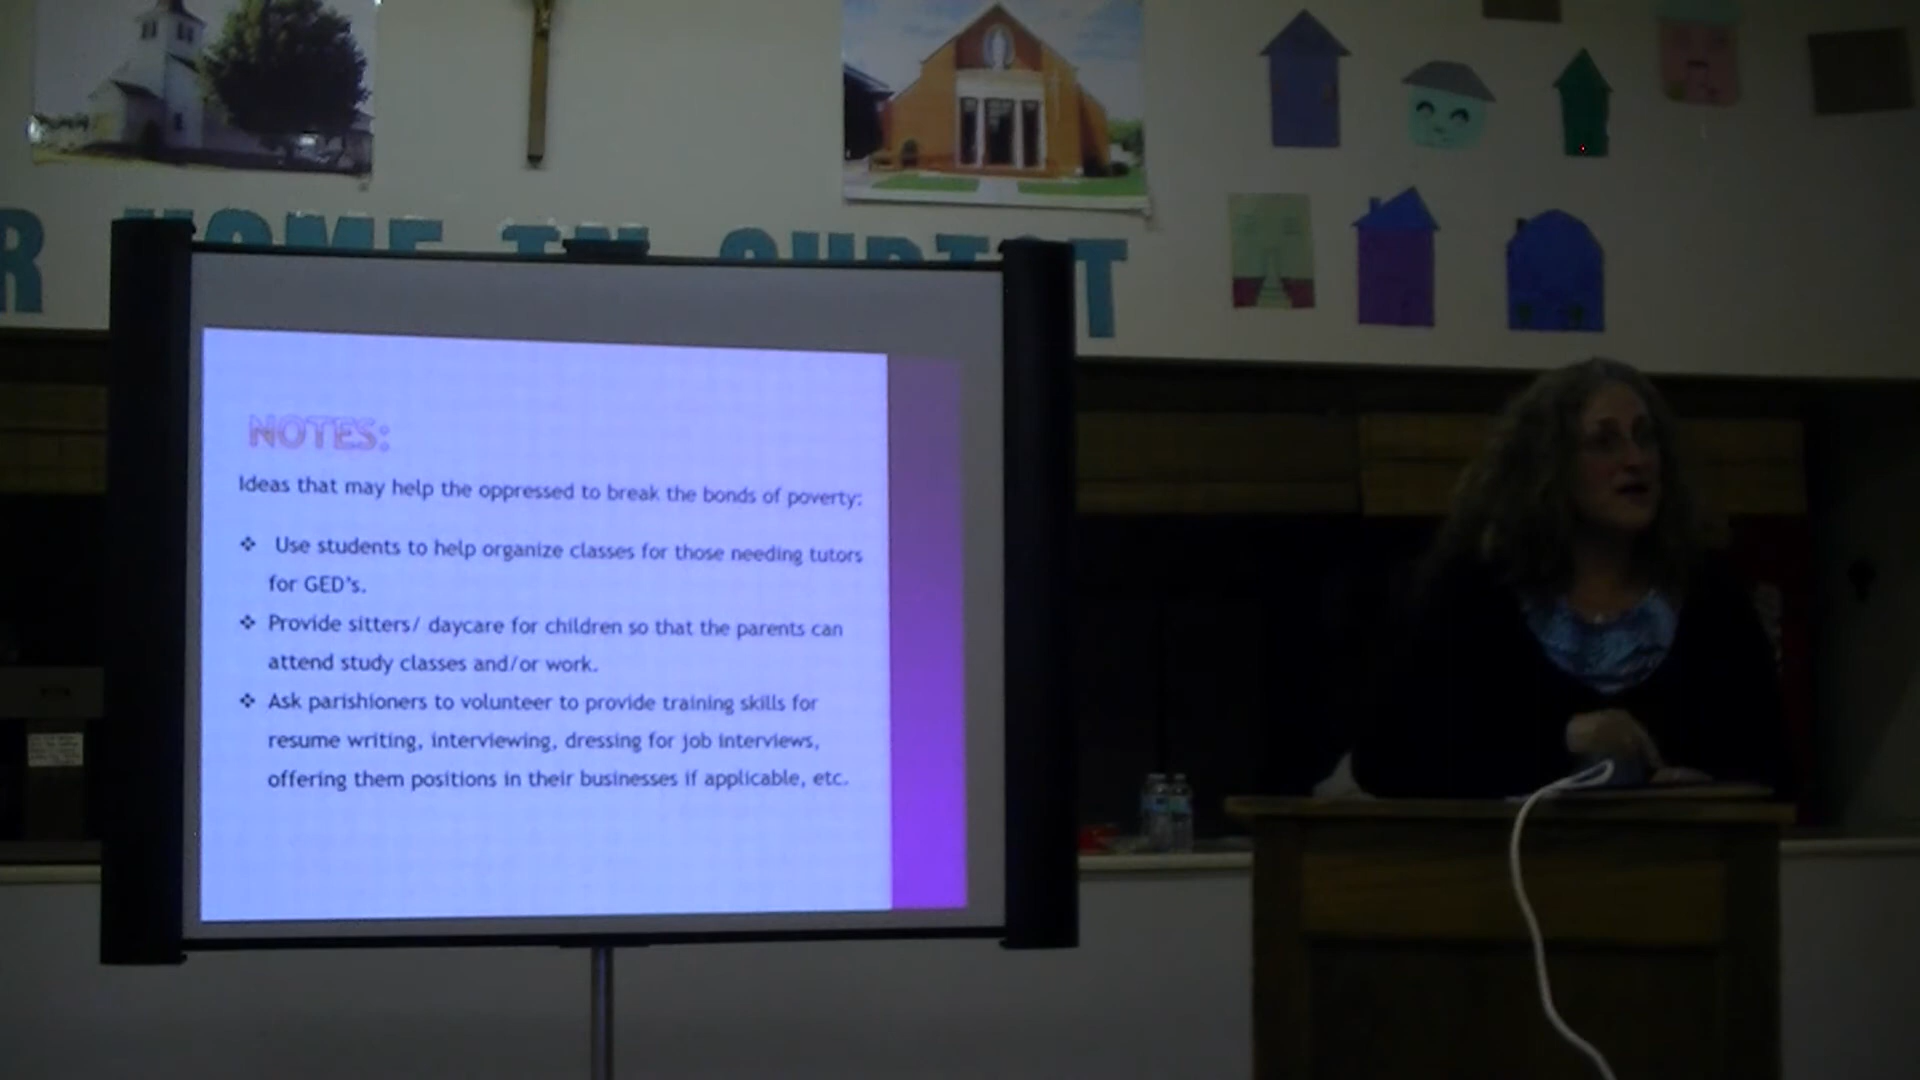 R HOME IN CHRIST
NOTES:
Ideas that may help the oppressed to break the bonds of poverty:
❖ Use students to help organize classes for those needing tutors
for GED's.
❖ Provide sitters/ daycare for children so that the parents can
attend study classes and/or work.
❖ Ask parishioners to volunteer to provide training skills for
resume writing, interviewing, dressing for job interviews,
offering them positions in their businesses if applicable, etc.